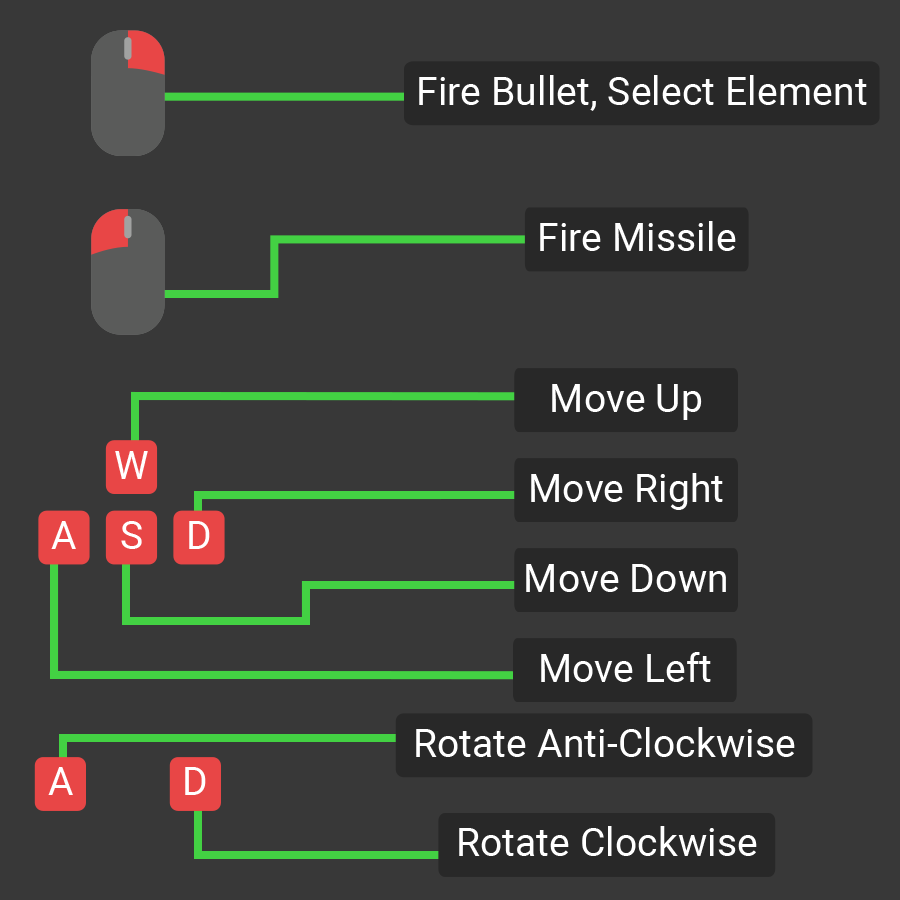 Fire Bullet, Select Element
Fire Missile
Move Up
W
Move Right
A S D
Move Down
Move Left
Rotate Anti-Clockwise
A D
Rotate Clockwise